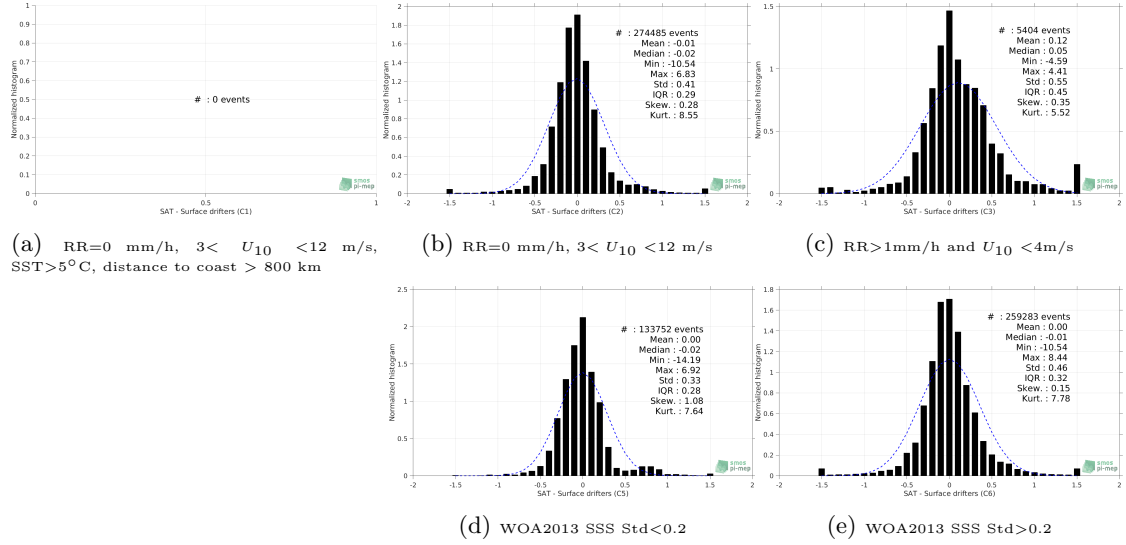 1
0.9
0.8
0.7
0.6
0.5
0.4
0.3
0.2
0.1
0
Normalized histogram
# : 0 events
smos
pi-mep
0 0.5 1
SAT - Surface drifters (C1)
(a) RR=0 mm/h, 3< U10 <12 m/s,
SST>5°C, distance to coast > 800 km
2
1.8
1.6
1.4
1.2
1
0.8
0.6
0.4
0.2
0
Normalized histogram
# : 274485 events
Mean : -0.01
Median : -0.02
Min : -10.54
Max : 6.83
Std : 0.41
IQR : 0.29
Skew. : 0.28
Kurt. : 8.55
smos
pi-mep
-2 -1.5 -1 -0.5 0 0.5 1 1.5 2
SAT - Surface drifters (C2)
(b) RR=0 mm/h, 3< U10 <12 m/s
1.5
1
0.5
0
Normalized histogram
# : 5404 events
Mean : 0.12
Median : 0.05
Min : -4.59
Max : 4.41
Std : 0.55
IQR : 0.45
Skew. : 0.35
Kurt. : 5.52
smos
pi-mep
-2 -1.5 -1 -0.5 0 0.5 1 1.5 2
SAT - Surface drifters (C3)
(c) RR>1mm/h and U10 <4m/s
2.5
2
1.5
1
0.5
0
Normalized histogram
# : 133752 events
Mean : 0.00
Median : -0.02
Min : -14.19
Max : 6.92
Std : 0.33
IQR : 0.28
Skew. : 1.08
Kurt. : 7.64
smos
pi-mep
-2 -1.5 -1 -0.5 0 0.5 1 1.5 2
SAT - Surface drifters (C5)
(d) WOA2013 SSS Std<0.2
1.8
1.6
1.4
1.2
1
0.8
0.6
0.4
0.2
0
Normalized histogram
# : 259283 events
Mean : 0.00
Median : -0.01
Min : -10.54
Max : 8.44
Std : 0.46
IQR : 0.32
Skew. : 0.15
Kurt. : 7.78
smos
pi-mep
-2 -1.5 -1 -0.5 0 0.5 1 1.5 2
SAT - Surface drifters (C6)
(e) WOA2013 SSS Std>0.2